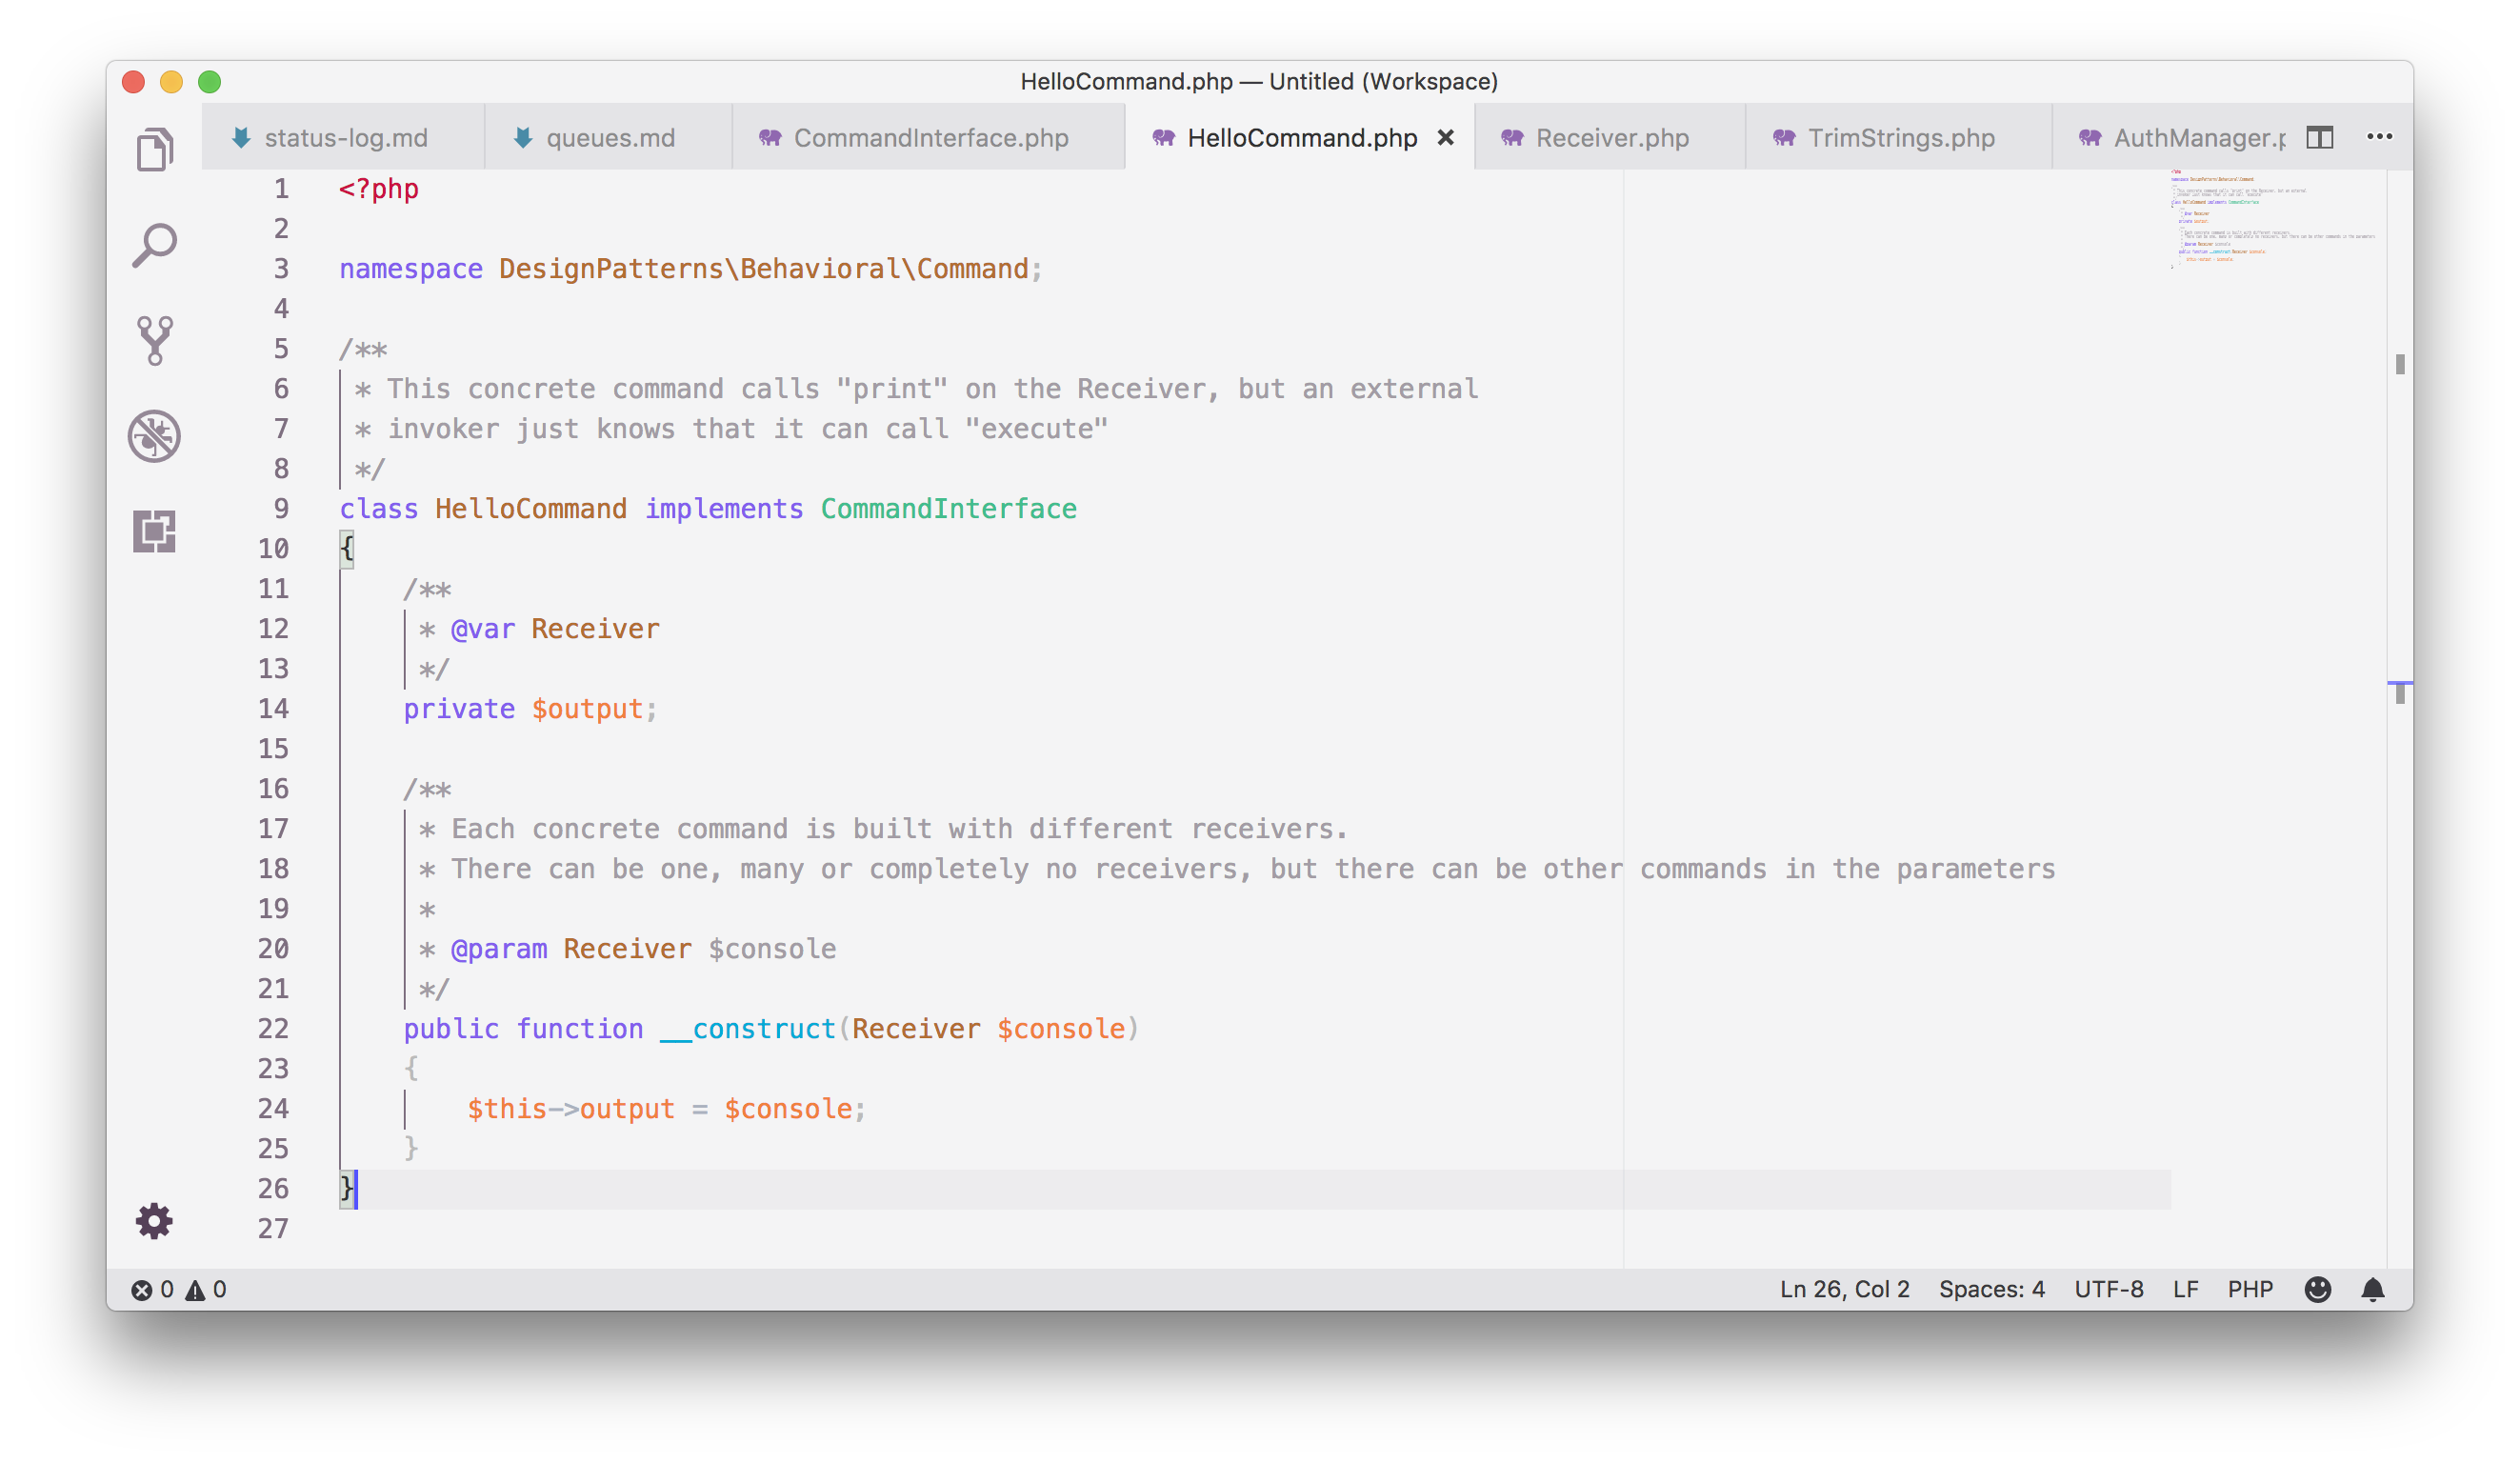 HelloCommand.php — Untitled (Workspace)
status-log.md queues.md CommandInterface.php HelloCommand.php Receiver.php TrimStrings.php AuthManager.p
1 <?php
2
3 namespace DesignPatterns\Behavioral\Command;
4
5 /**
6 * This concrete command calls "print" on the Receiver, but an external
7 * invoker just knows that it can call "execute"
8 */
9 class HelloCommand implements CommandInterface
10 {
11 /**
12 * @var Receiver
13 */
14 private $output;
15
16 /**
17 * Each concrete command is built with different receivers.
18 * There can be one, many or completely no receivers, but there can be other commands in the parameters
19 *
20 * @param Receiver $console
21 */
22 public function __construct(Receiver $console)
23 {
24 $this->output = $console;
25 }
26 }
27
0 0 Ln 26, Col 2 Spaces: 4 UTF-8 LF PHP